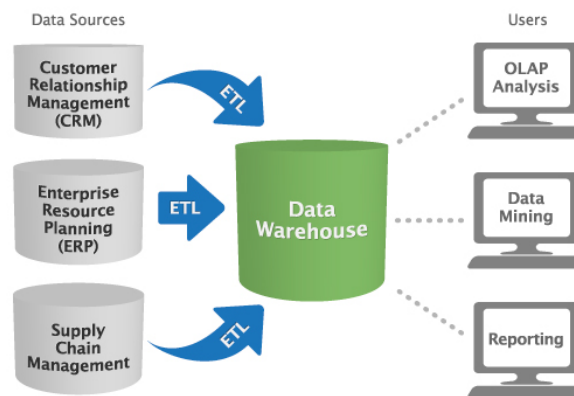 Data Sources
Users
Customer
Relationship
Management
(CRM)
ETL
OLAP
Analysis
Enterprise
Resource
Planning
(ERP)
ETL
Data
Warehouse
Data
Mining
Supply
Chain
Management
ETL
Reporting